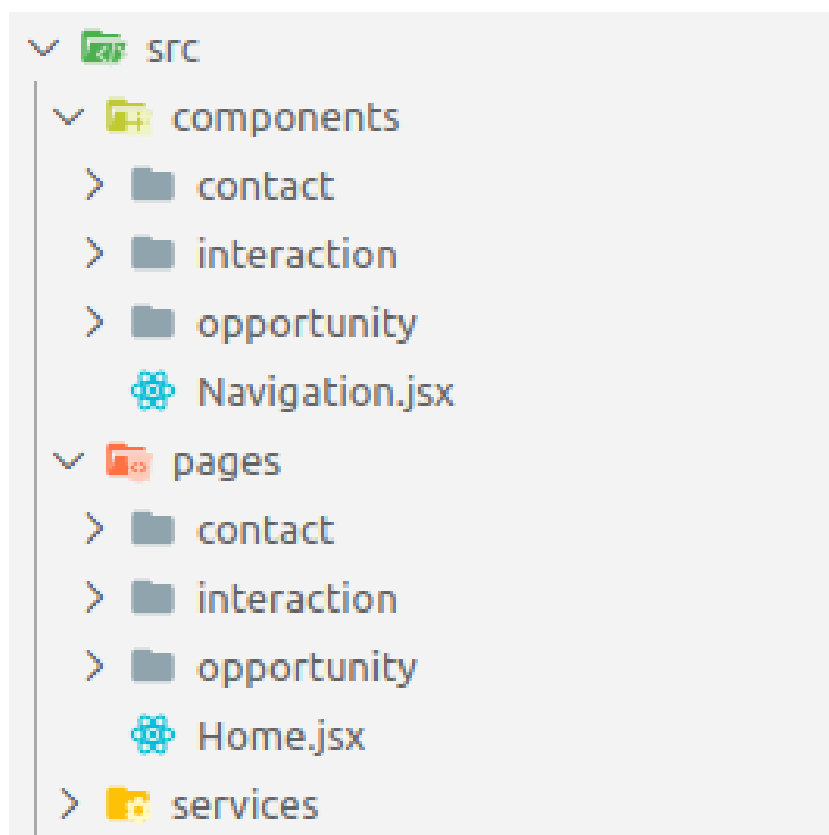 src
components
contact
interaction
opportunity
Navigation.jsx
pages
contact
interaction
opportunity
Home.jsx
services